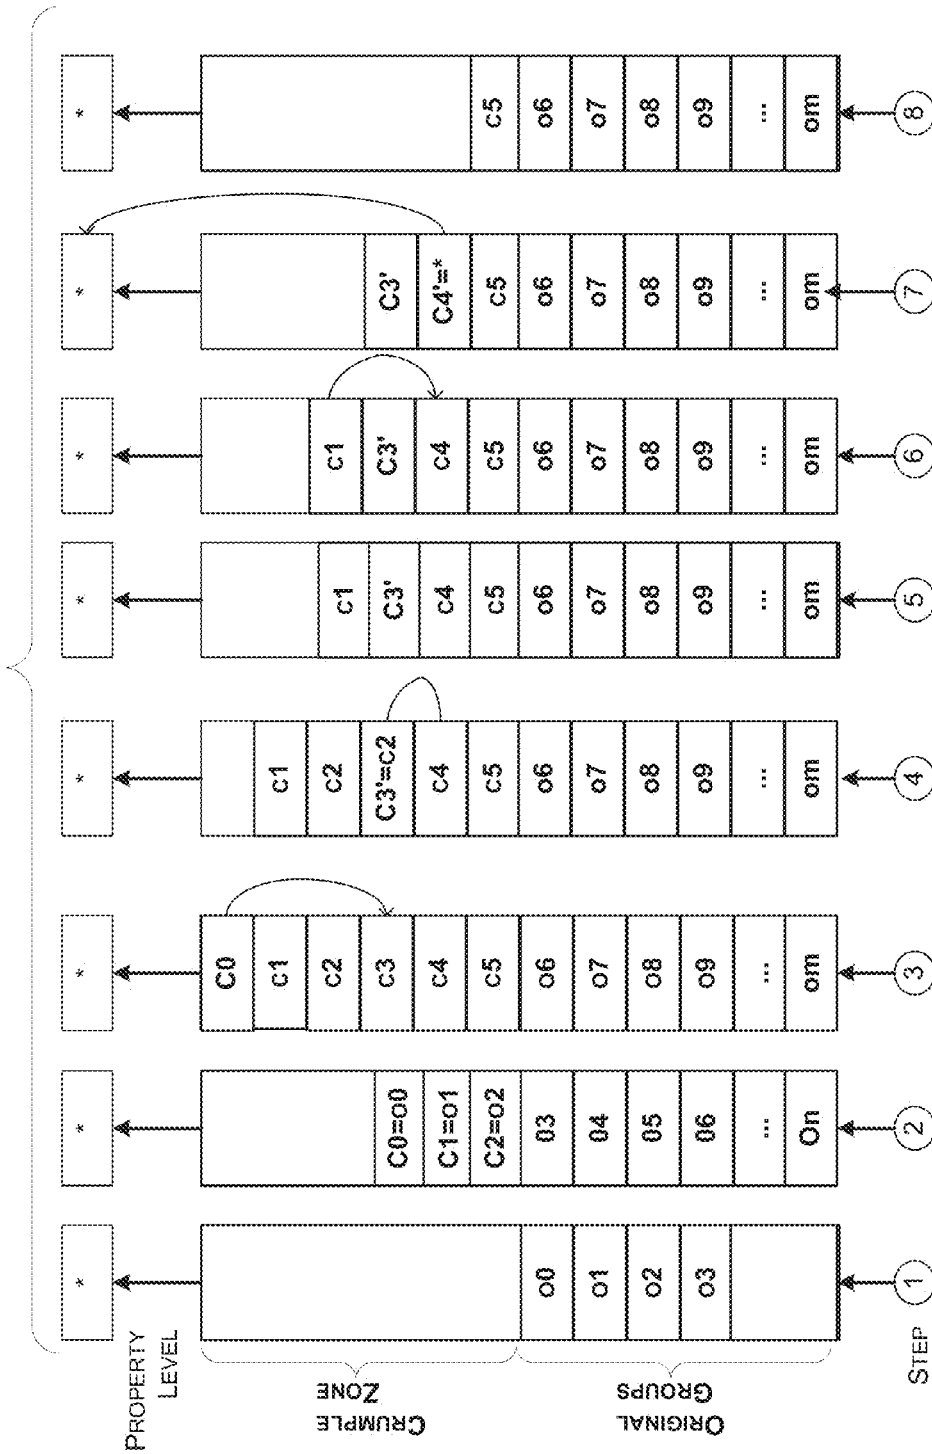 PROPERTY
LEVEL
CRUMPLE
ZONE
ORIGINAL
GROUPS
STEP
*
o0
o1
o2
o3
1
*
C0=o0
C1=o1
C2=o2
03
04
05
06
...
On
2
*
C0
c1
c2
c3
c4
c5
o6
o7
o8
o9
...
om
3
*
c1
c2
C3'=c2
c4
c5
o6
o7
o8
o9
...
om
4
*
c1
C3'
c4
c5
o6
o7
o8
o9
...
om
5
*
c1
C3'
c4
c5
o6
o7
o8
o9
...
om
6
*
C3'
C4'=*
c5
o6
o7
o8
o9
...
om
7
*
c5
o6
o7
o8
o9
...
om
8